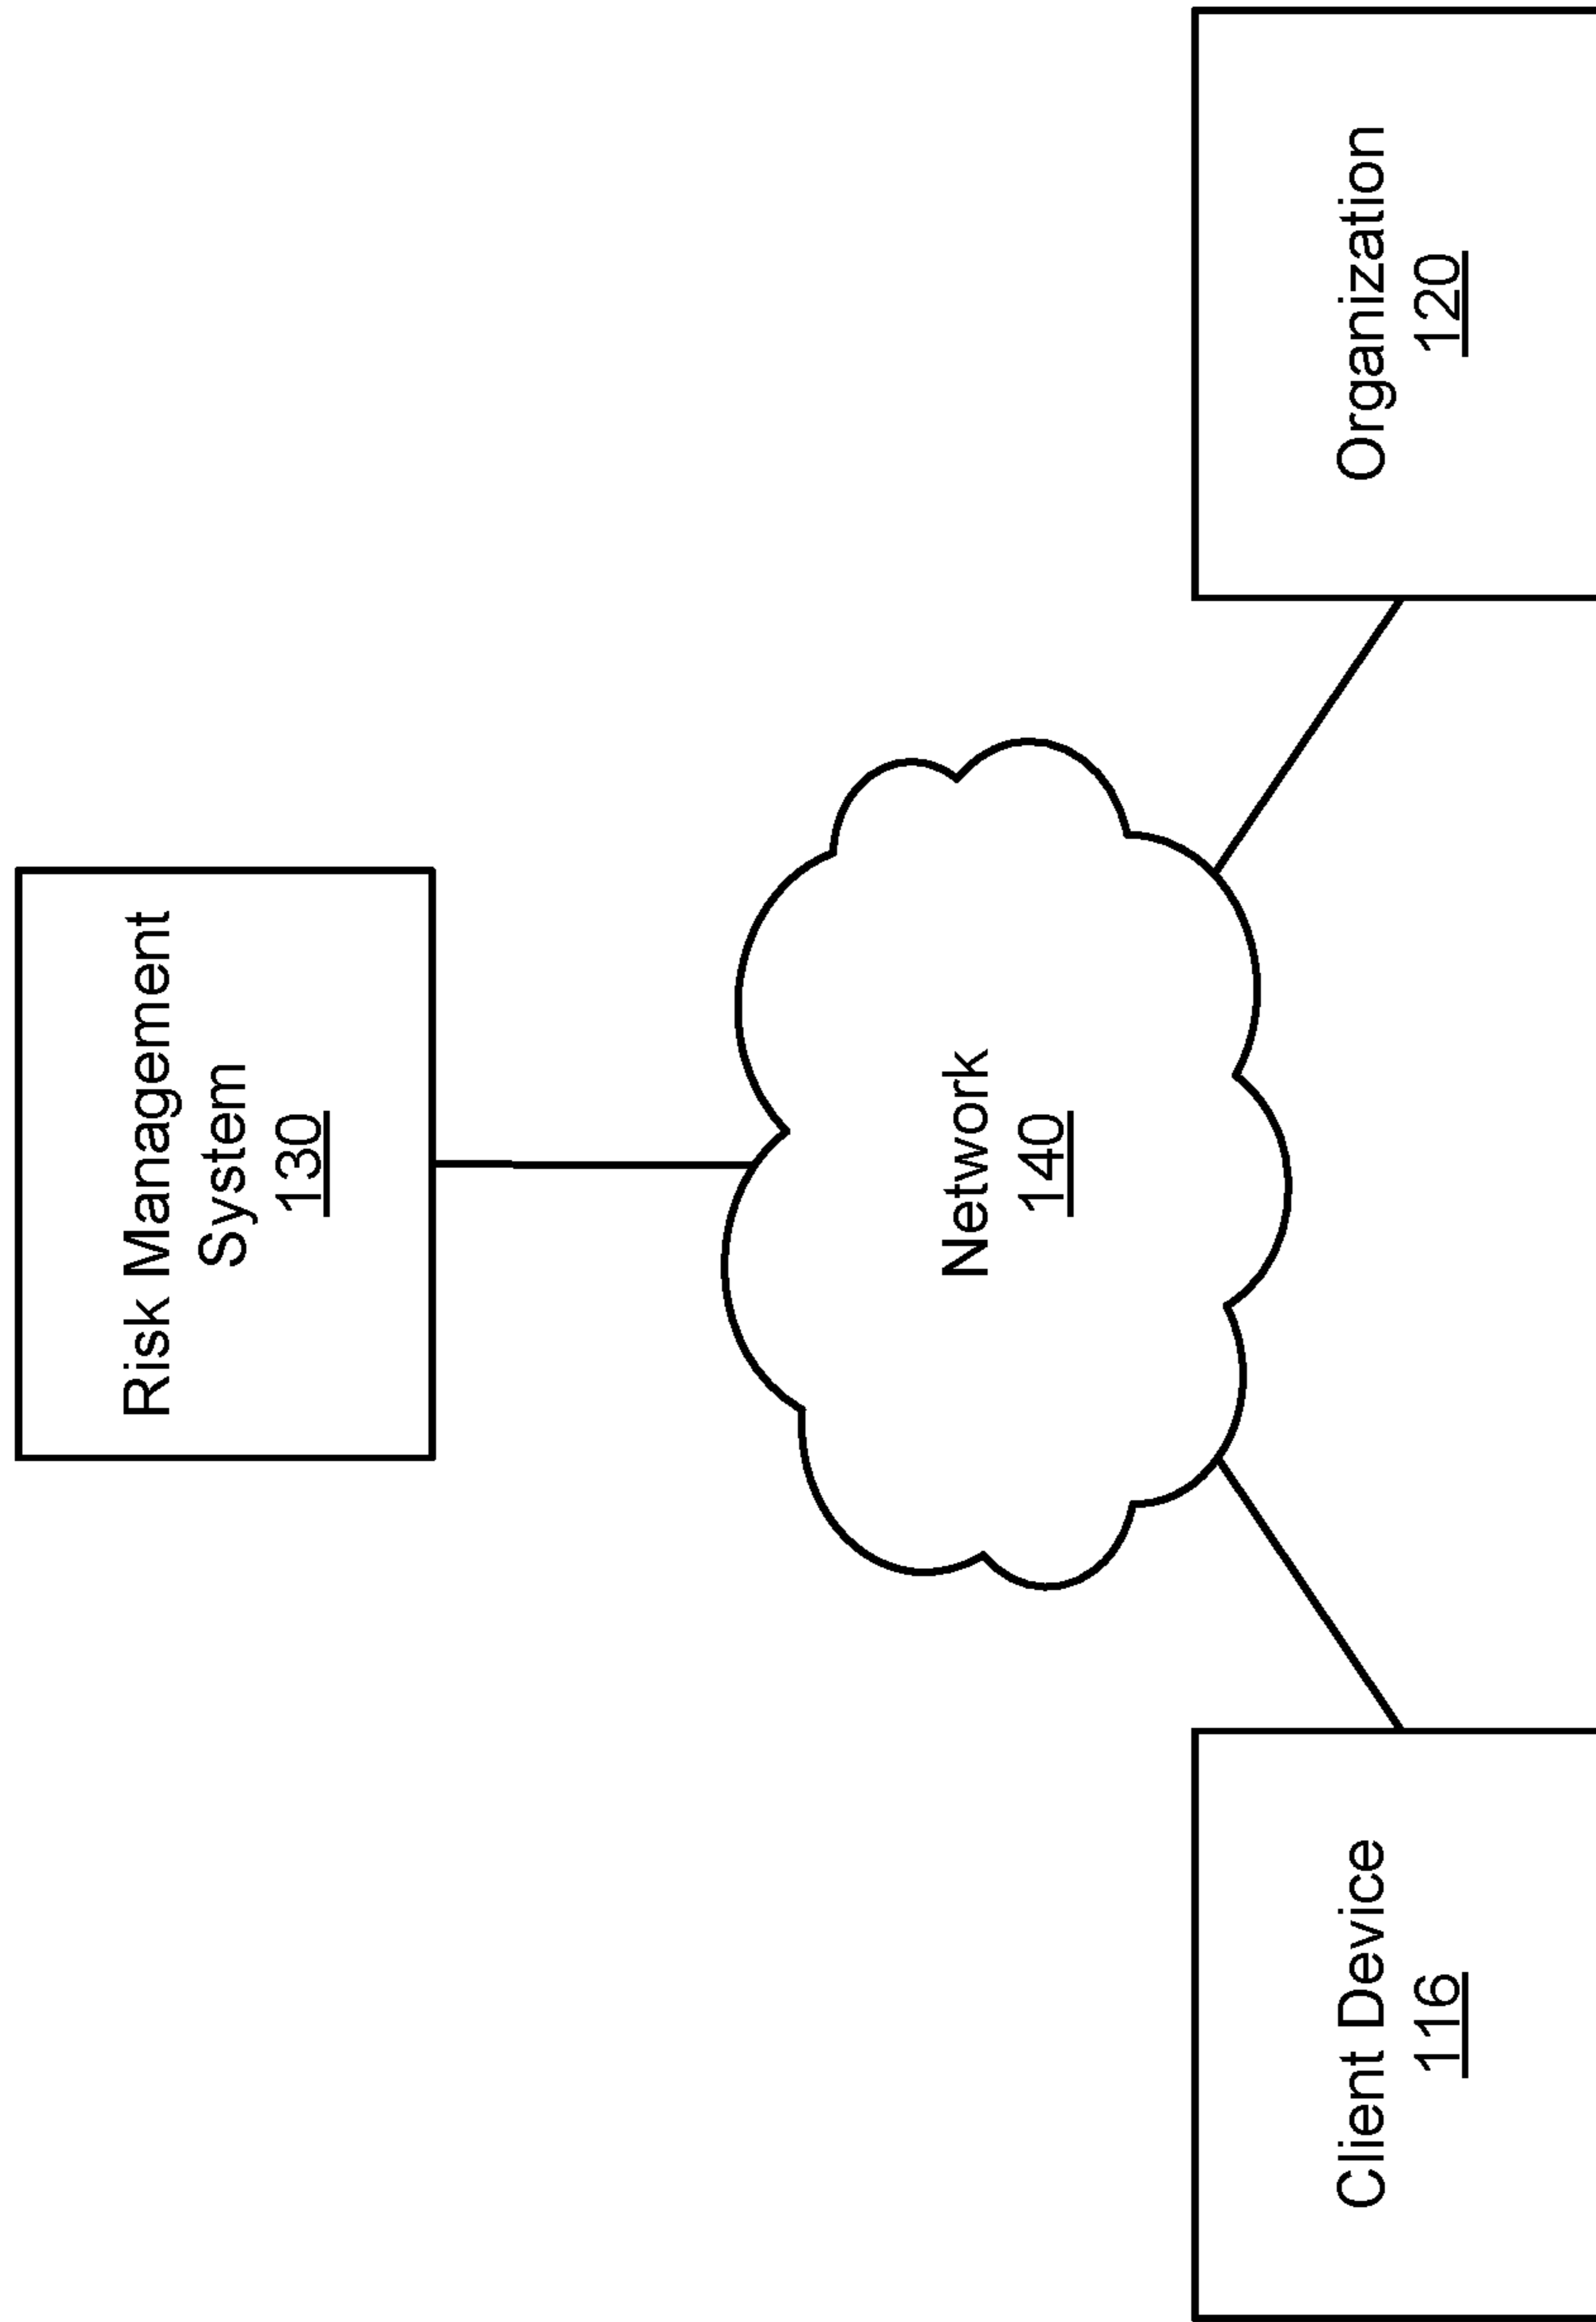 Risk Management
System
130
Network
140
Client Device
116
Organization
120